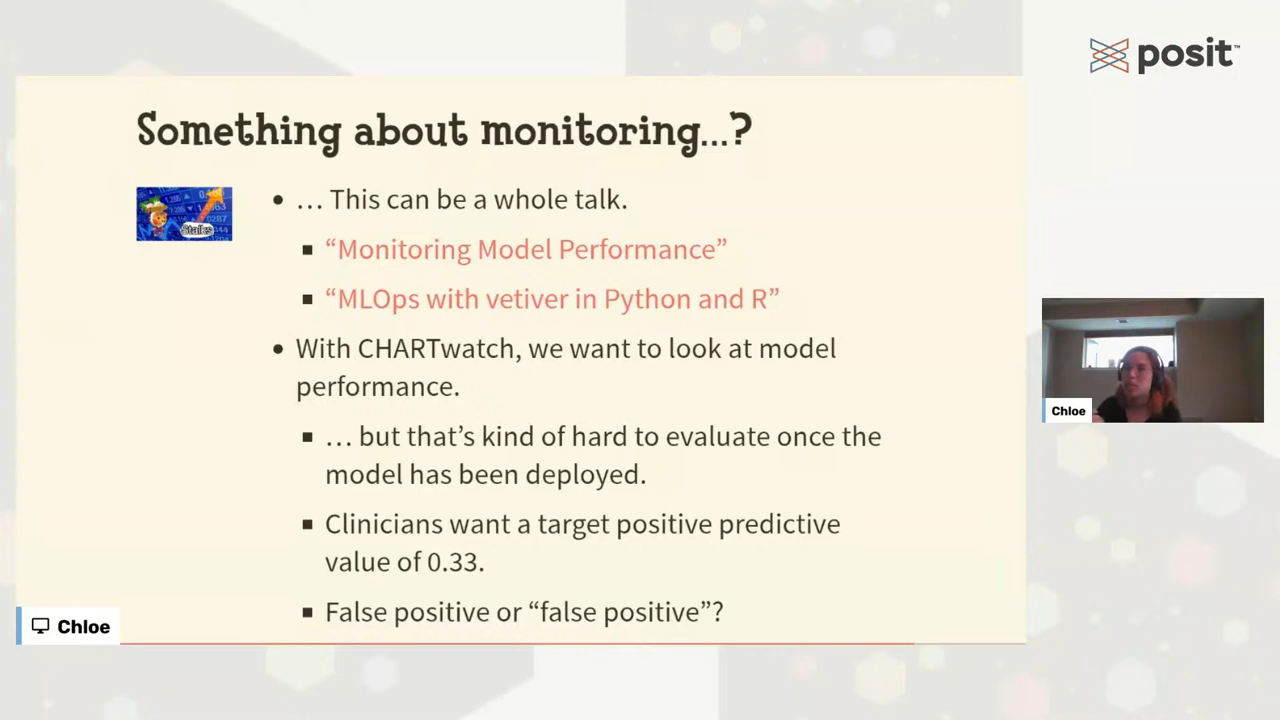 posit™
Something about monitoring...?
Stalks
• … This can be a whole talk.
▪ “Monitoring Model Performance”
▪ “MLOps with vetiver in Python and R”
• With CHARTwatch, we want to look at model
performance.
▪ … but that’s kind of hard to evaluate once the
model has been deployed.
▪ Clinicians want a target positive predictive
value of 0.33.
▪ False positive or “false positive”?
Chloe
Chloe